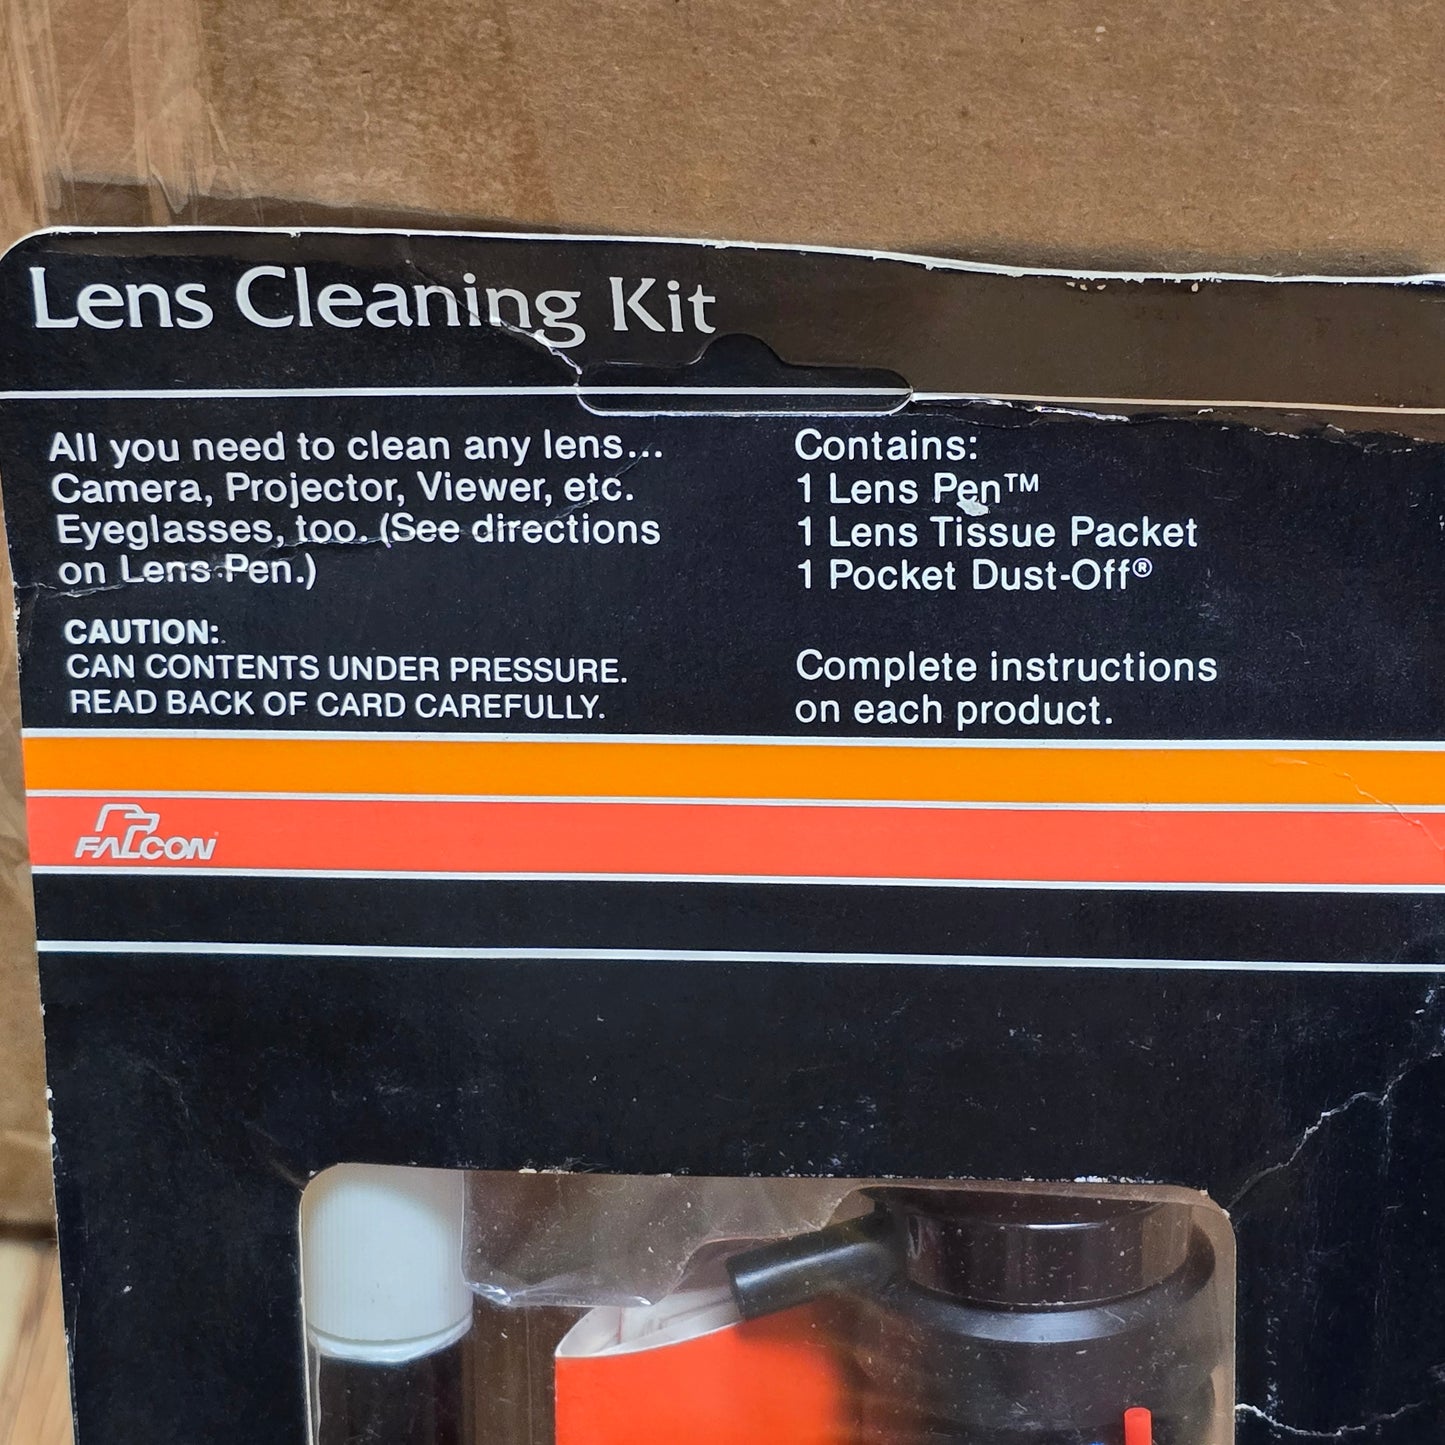 Lens Cleaning Kit
All you need to clean any lens...
Camera, Projector, Viewer, etc.
Eyeglasses, too. (See directions
on Lens Pen.)
CAUTION:
CAN CONTENTS UNDER PRESSURE.
READ BACK OF CARD CAREFULLY.
Contains:
1 Lens Pen™
1 Lens Tissue Packet
1 Pocket Dust-Off®
Complete instructions
on each product.
FALCON